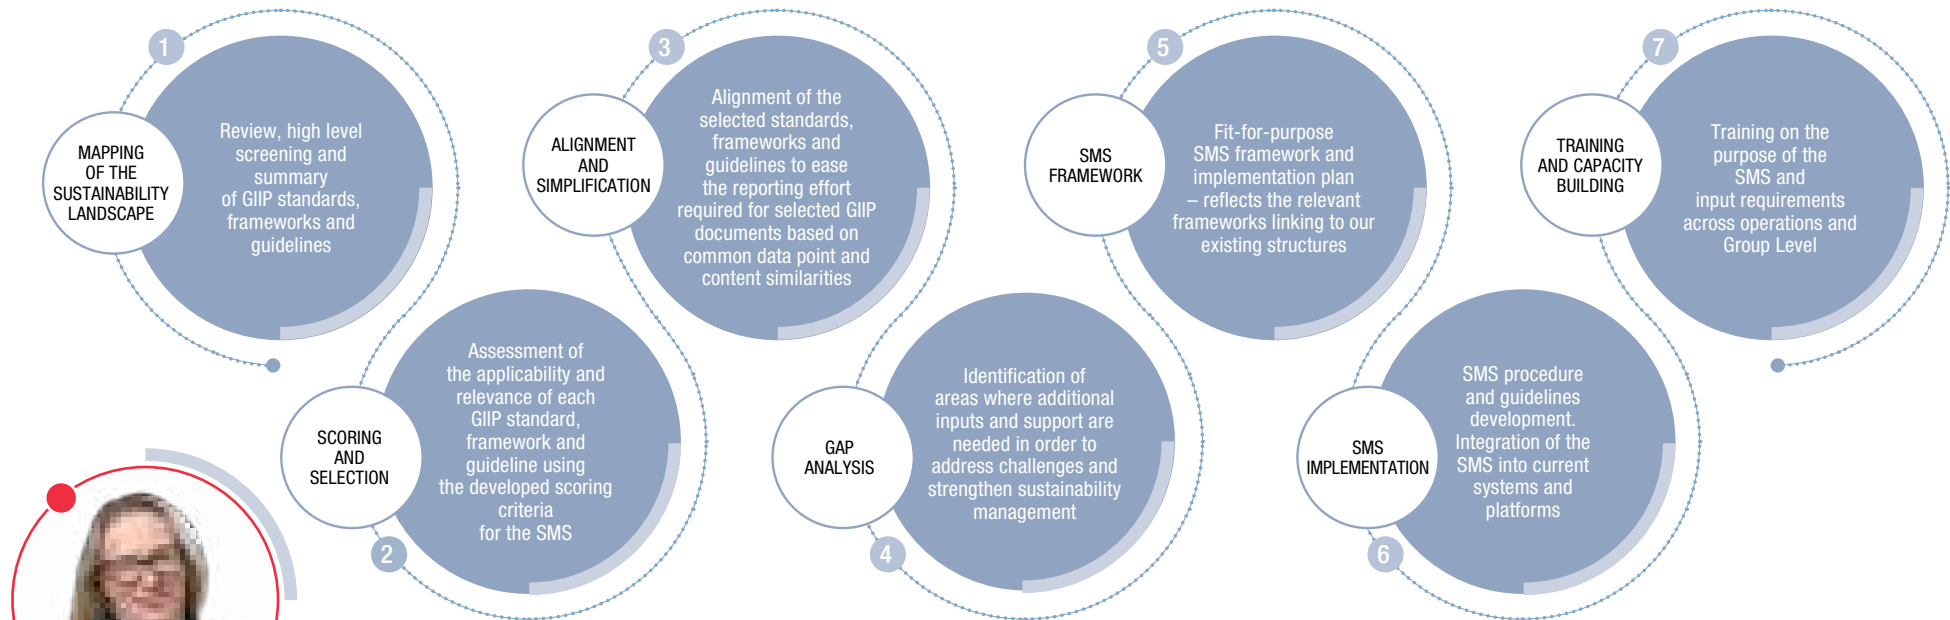 1
MAPPING
OF THE
SUSTAINABILITY
LANDSCAPE
Review, high level
screening and
summary
of GIIP standards,
frameworks and
guidelines
2
SCORING
AND
SELECTION
Assessment of
the applicability and
relevance of each
GIIP standard,
framework and
guideline using
the developed scoring
criteria
for the SMS
3
ALIGNMENT
AND
SIMPLIFICATION
Alignment of the
selected standards,
frameworks and
guidelines to ease
the reporting effort
required for selected GIIP
documents based on
common data point and
content similarities
4
GAP
ANALYSIS
Identification of
areas where additional
inputs and support are
needed in order to
address challenges and
strengthen sustainability
management
5
SMS
FRAMEWORK
Fit-for-purpose
SMS framework and
implementation plan
– reflects the relevant
frameworks linking to our
existing structures
6
SMS
IMPLEMENTATION
SMS procedure
and guidelines
development.
Integration of the
SMS into current
systems and
platforms
7
TRAINING
AND CAPACITY
BUILDING
Training on the
purpose of the
SMS and
input requirements
across operations and
Group Level